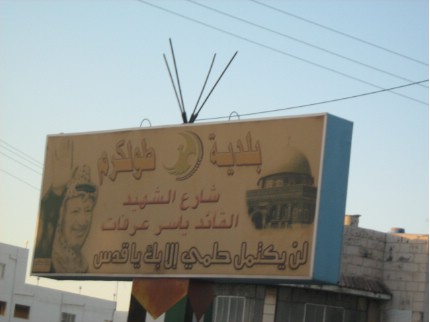 بلدية طولكرم
شارع الشهيد
القائد ياسر عرفات
لن يكتمل حلمي إلا بك يا قدس